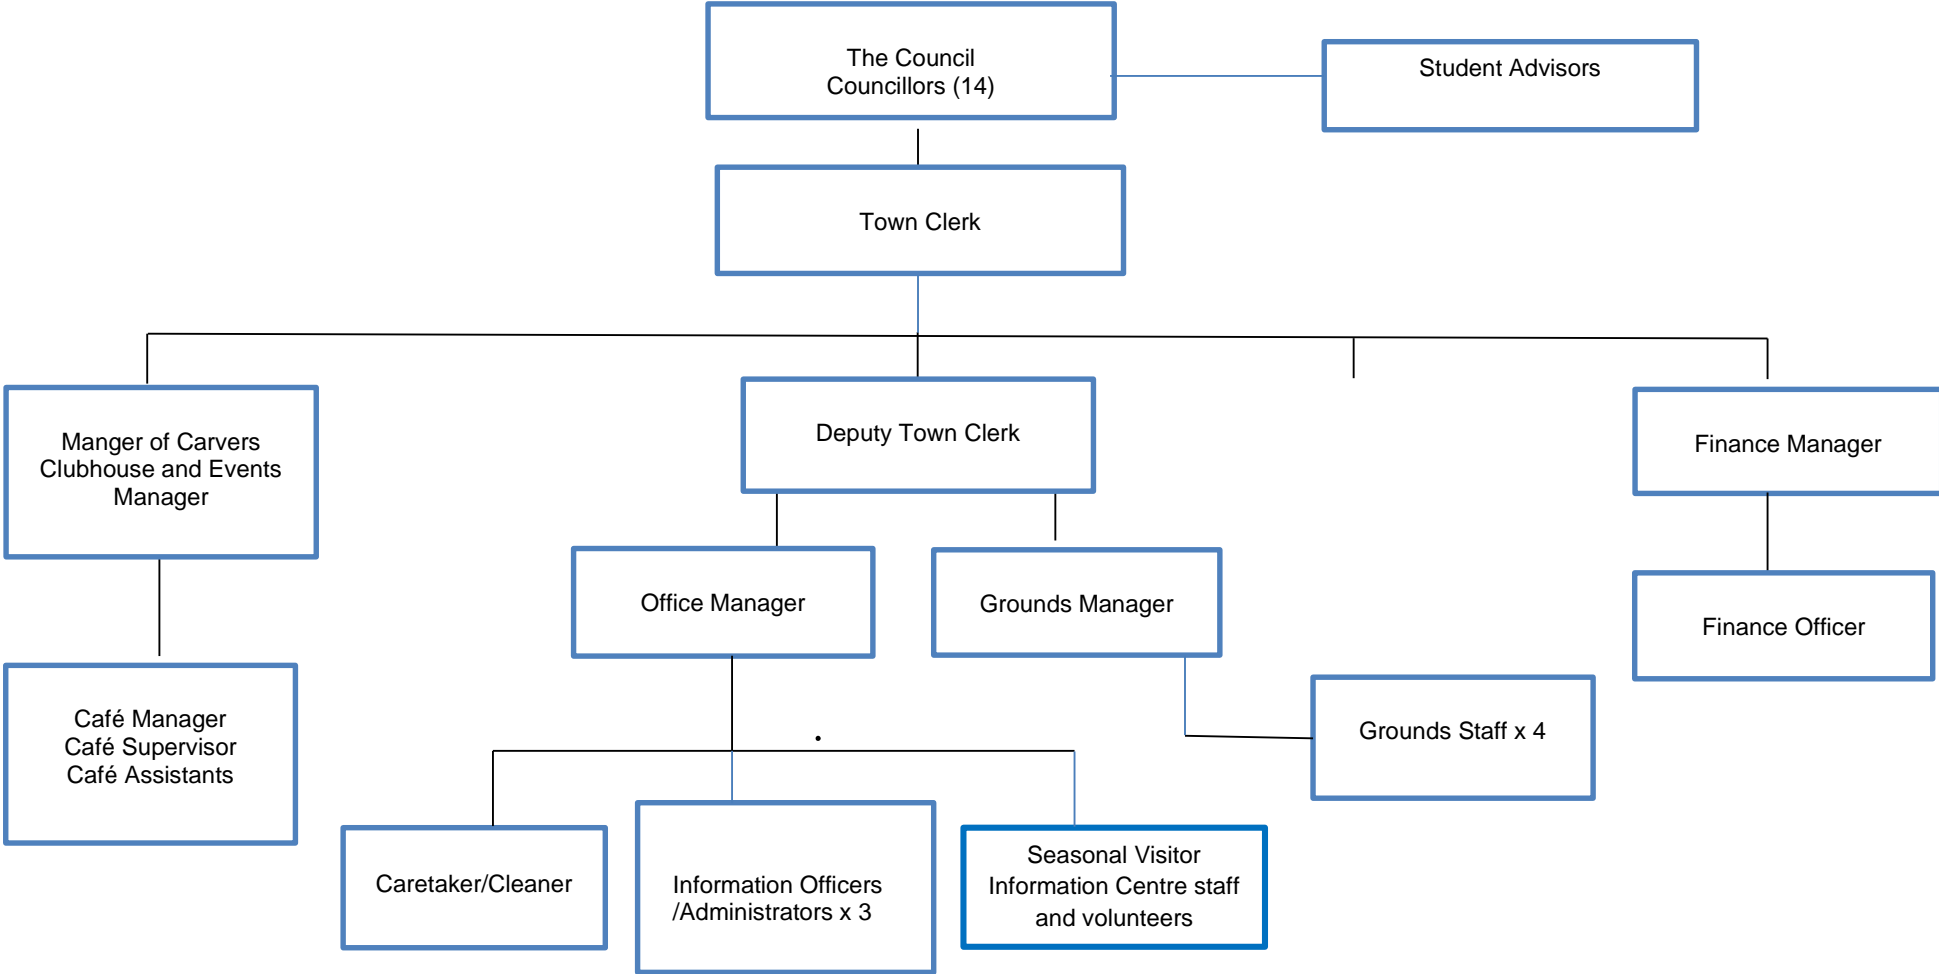 The Council
Councillors (14)
Student Advisors
Town Clerk
Manger of Carvers
Clubhouse and Events
Manager
Deputy Town Clerk
Finance Manager
Office Manager
Grounds Manager
Finance Officer
Café Manager
Café Supervisor
Café Assistants
Grounds Staff x 4
Caretaker/Cleaner
Information Officers
/Administrators x 3
Seasonal Visitor
Information Centre staff
and volunteers